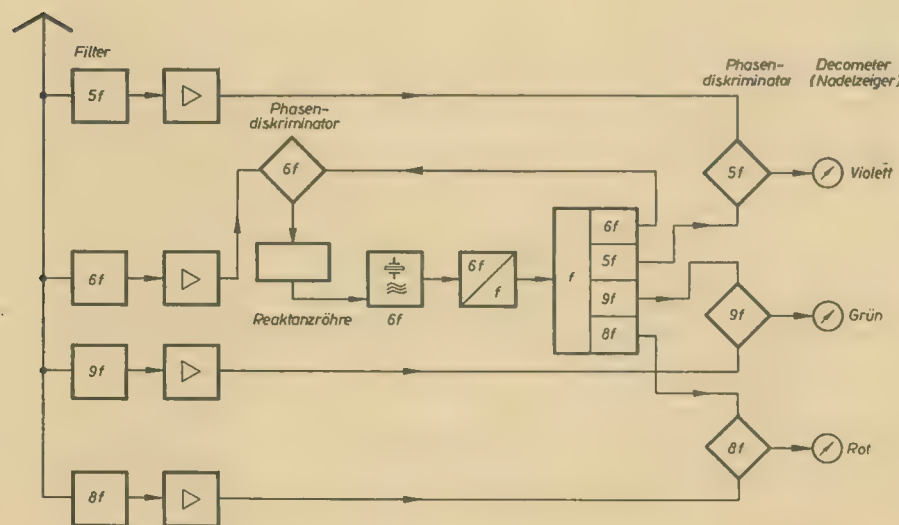 Filter
5f
Phasen-
diskriminator
6f
Phasen-
diskriminator
Decometer
(Nadelzeiger)
5f
Violett
6f
Reaktanzröhre
6f
6f
f
f
6f
5f
9f
8f
9f
Grün
9f
8f
Rot
8f